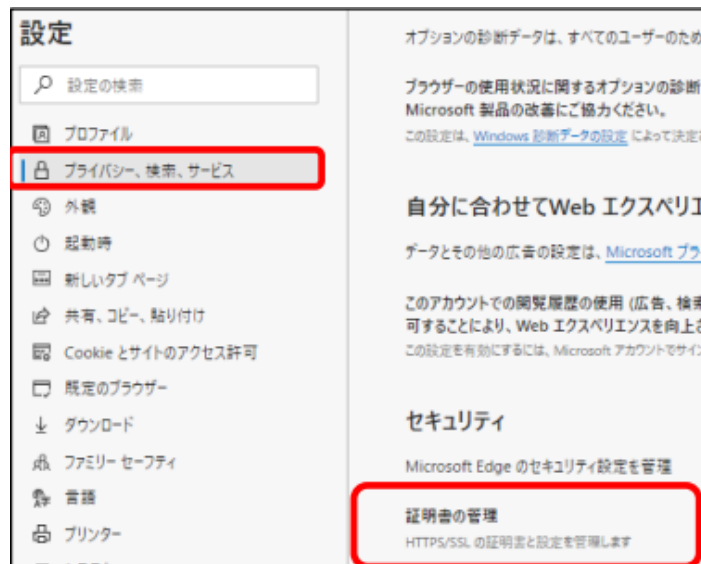 設定
設定の検索
プロファイル
プライバシー、検索、サービス
外観
起動時
新しいタブ ページ
共有、コピー、貼り付け
Cookie とサイトのアクセス許可
既定のブラウザー
ダウンロード
ファミリー セーフティ
言語
プリンター
オプションの診断データは、すべてのユーザーのため
ブラウザーの使用状況に関するオプションの診断
Microsoft 製品の改善にご協力ください。
この設定は、Windows 診断データの設定 によって決定
自分に合わせてWeb エクスペリエ
データとその他の広告の設定は、Microsoft プラ
このアカウントでの閲覧履歴の使用 (広告、検索
可することにより、Web エクスペリエンスを向上さ
この設定を有効にするには、Microsoft アカウントでサイン
セキュリティ
Microsoft Edge のセキュリティ設定を管理
証明書の管理
HTTPS/SSL の証明書と設定を管理します